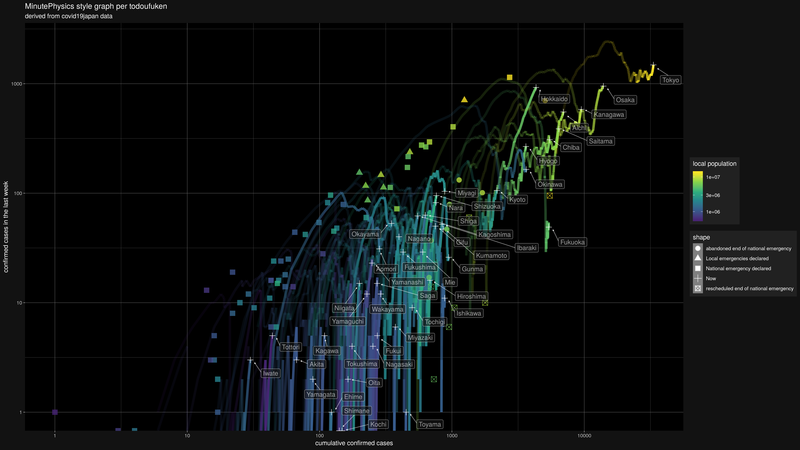 MinutePhysics style graph per todoufuken
derived from covid19japan data
confirmed cases in the last week
1000
100
10
1
Tokyo
Hokkaido
Osaka
Kanagawa
Aichi
Saitama
Chiba
Hyogo
Okinawa
Miyagi
Kyoto
Nara
Shizuoka
Shiga
Okayama
Kagoshima
Nagano
Gifu
Ibaraki
Fukuoka
Kumamoto
Aomori
Fukushima
Gunma
Yamanashi
Mie
Saga
Hiroshima
Niigata
Wakayama
Ishikawa
Yamaguchi
Tochigi
Miyazaki
Tottori
Kagawa
Fukui
Iwate
Akita
Tokushima
Nagasaki
Oita
Yamagata
Ehime
Shimane
Kochi
Toyama
1
10
100
1000
10000
cumulative confirmed cases
local population
1e+07
3e+06
1e+06
shape
abandoned end of national emergency
Local emergencies declared
National emergency declared
Now
rescheduled end of national emergency